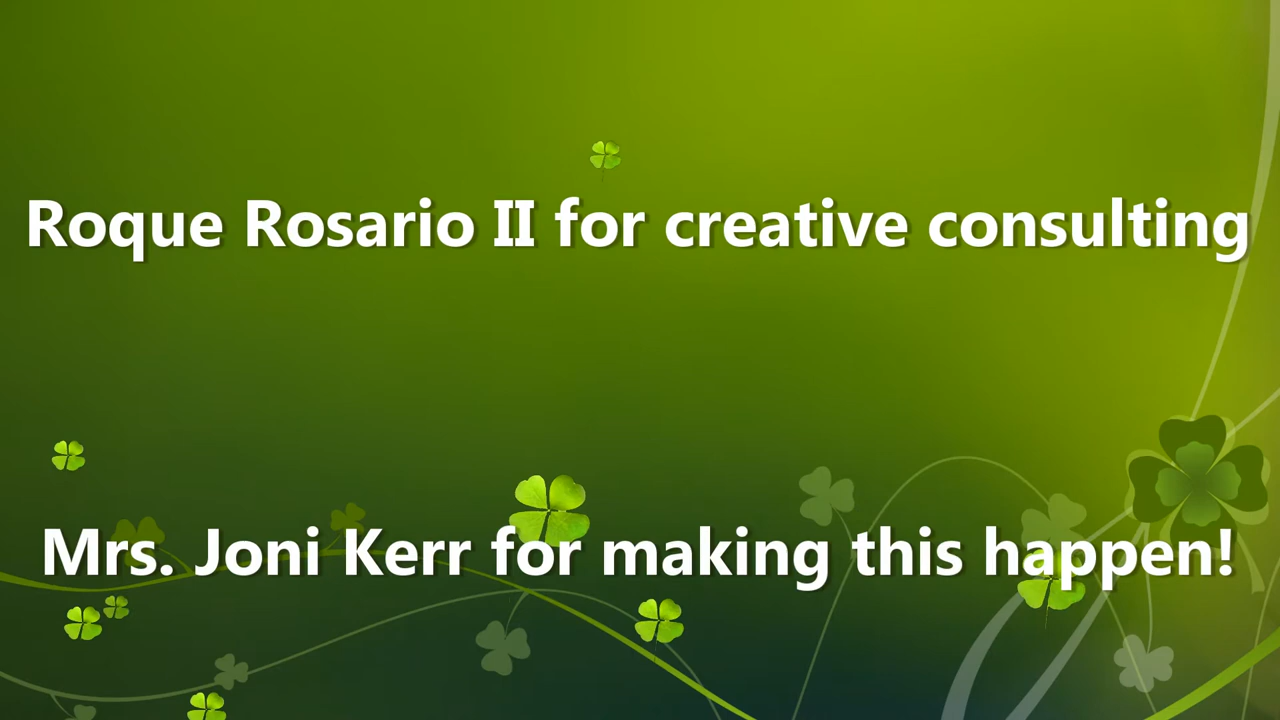 Roque Rosario II for creative consulting
Mrs. Joni Kerr for making this happen!